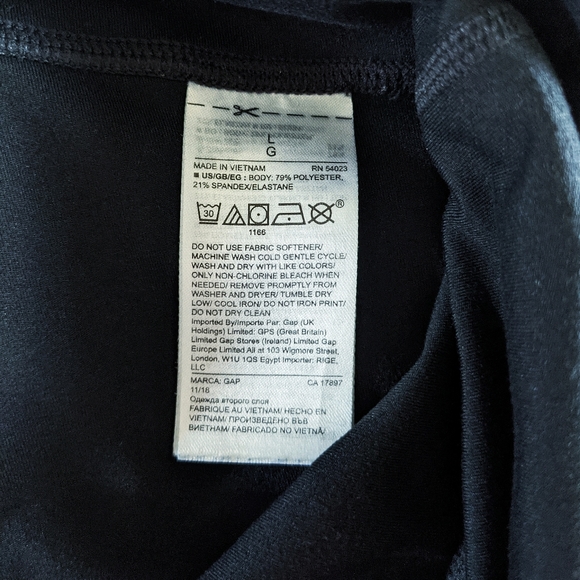 L
G
MADE IN VIETNAM RN 54023
■ US/GB/EG : BODY: 79% POLYESTER,
21% SPANDEX/ELASTANE
30
®
1166
DO NOT USE FABRIC SOFTENER/
MACHINE WASH COLD GENTLE CYCLE/
WASH AND DRY WITH LIKE COLORS/
ONLY NON-CHLORINE BLEACH WHEN
NEEDED/ REMOVE PROMPTLY FROM
WASHER AND DRYER/ TUMBLE DRY
LOW/ COOL IRON/ DO NOT IRON PRINT/
DO NOT DRY CLEAN
Imported By/Importe Par: Gap (UK
Holdings) Limited: GPS (Great Britain)
Limited Gap Stores (Ireland) Limited Gap
Europe Limited All at 103 Wigmore Street,
London, W1U 1QS Egypt Importer: RIGE,
LLC
MARCA: GAP CA 17897
11/16
Одежда второго слоя
FABRIQUE AU VIETNAM/ HECHO EN
VIETNAM/ ПРОИЗВЕДЕНО ВЪВ
ВИЕТНАМ/ FABRICADO NO VIETNÃ/